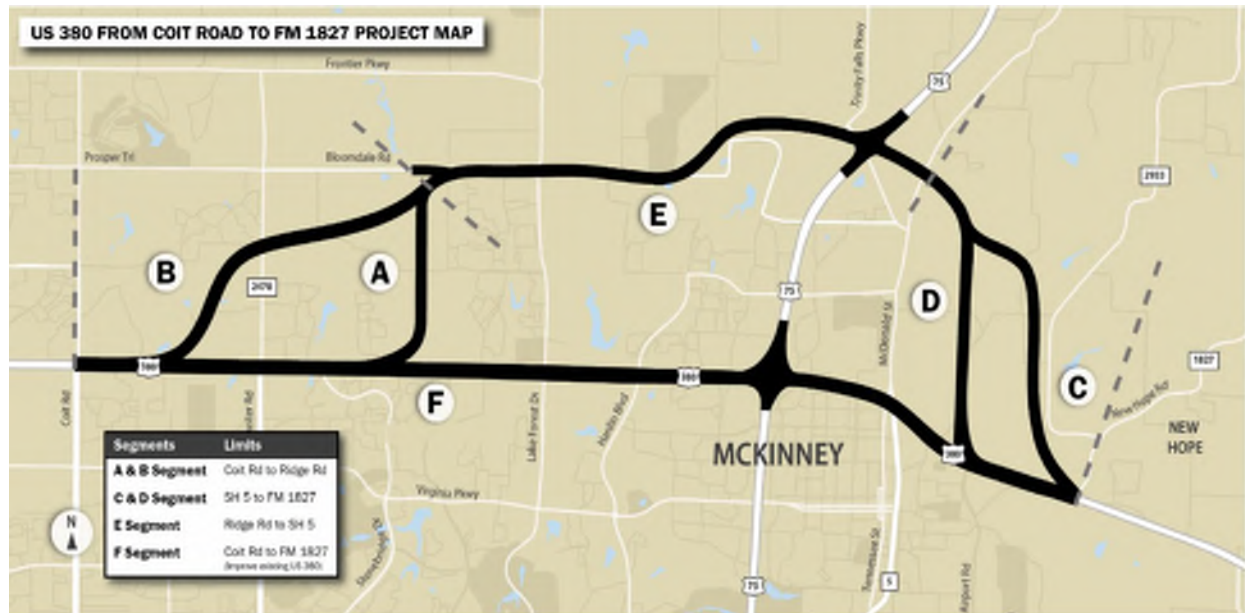 US 380 FROM COIT ROAD TO FM 1827 PROJECT MAP
Frontier Pkwy
Trinity Falls Pkwy
75
Prosper Trl
Bloomdale Rd
2933
E
B
A
2478
75
D
McDonald St
1827
380
380
C
New Hope Rd
F
Coit Rd
Lake Forest Dr
Hardin Blvd
NEW
HOPE
MCKINNEY
380
Segments Limits
A & B Segment Coit Rd to Ridge Rd
C & D Segment SH 5 to FM 1827
E Segment Ridge Rd to SH 5
F Segment Coit Rd to FM 1827
(Improve existing US 380)
Virginia Pkwy
N
Stonebridge Dr
Tennessee St
75
5
Airport Rd